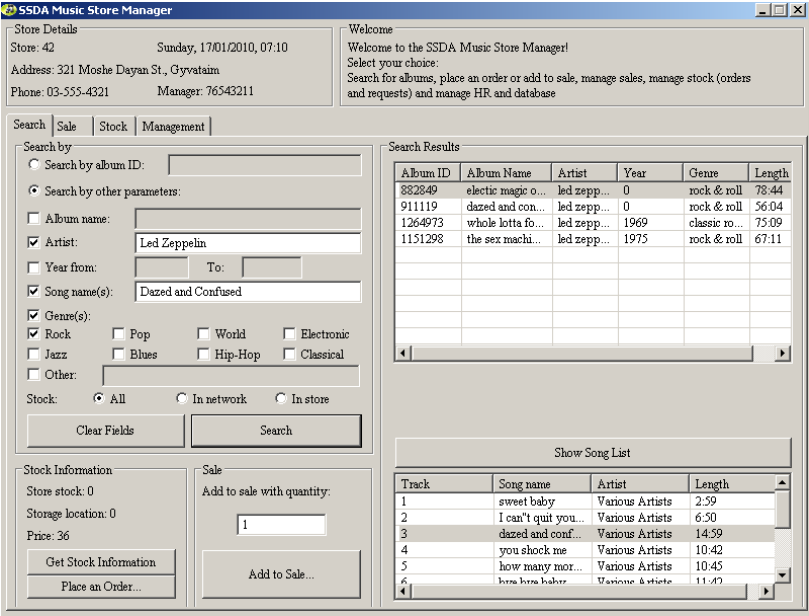 SSDA Music Store Manager
Store Details
Store: 42 Sunday, 17/01/2010, 07:10
Address: 321 Moshe Dayan St., Gyvataim
Phone: 03-555-4321 Manager: 76543211
Welcome
Welcome to the SSDA Music Store Manager!
Select your choice:
Search for albums, place an order or add to sale, manage sales, manage stock (orders
and requests) and manage HR and database
Search Sale Stock Management
Search by
Search by album ID:
Search by other parameters:
Album name:
Artist: Led Zeppelin
Year from: To:
Song name(s): Dazed and Confused
Genre(s):
Rock Pop World Electronic
Jazz Blues Hip-Hop Classical
Other:
Stock: All In network In store
Clear Fields Search
Stock Information
Store stock: 0
Storage location: 0
Price: 36
Get Stock Information
Place an Order...
Sale
Add to sale with quantity:
1
Add to Sale...
Search Results
Album ID Album Name Artist Year Genre Length
882849 electic magic o... led zepp... 0 rock & roll 78:44
911119 dazed and con... led zepp... 0 rock & roll 56:04
1264973 whole lotta fo... led zepp... 1969 classic ro... 75:09
1151298 the sex machi... led zepp... 1975 rock & roll 67:11
Show Song List
Track Song name Artist Length
1 sweet baby Various Artists 2:59
2 I can"t quit you... Various Artists 6:50
3 dazed and conf... Various Artists 14:59
4 you shock me Various Artists 10:42
5 how many mor... Various Artists 10:45
6 bye bye baby Various Artists 11:42